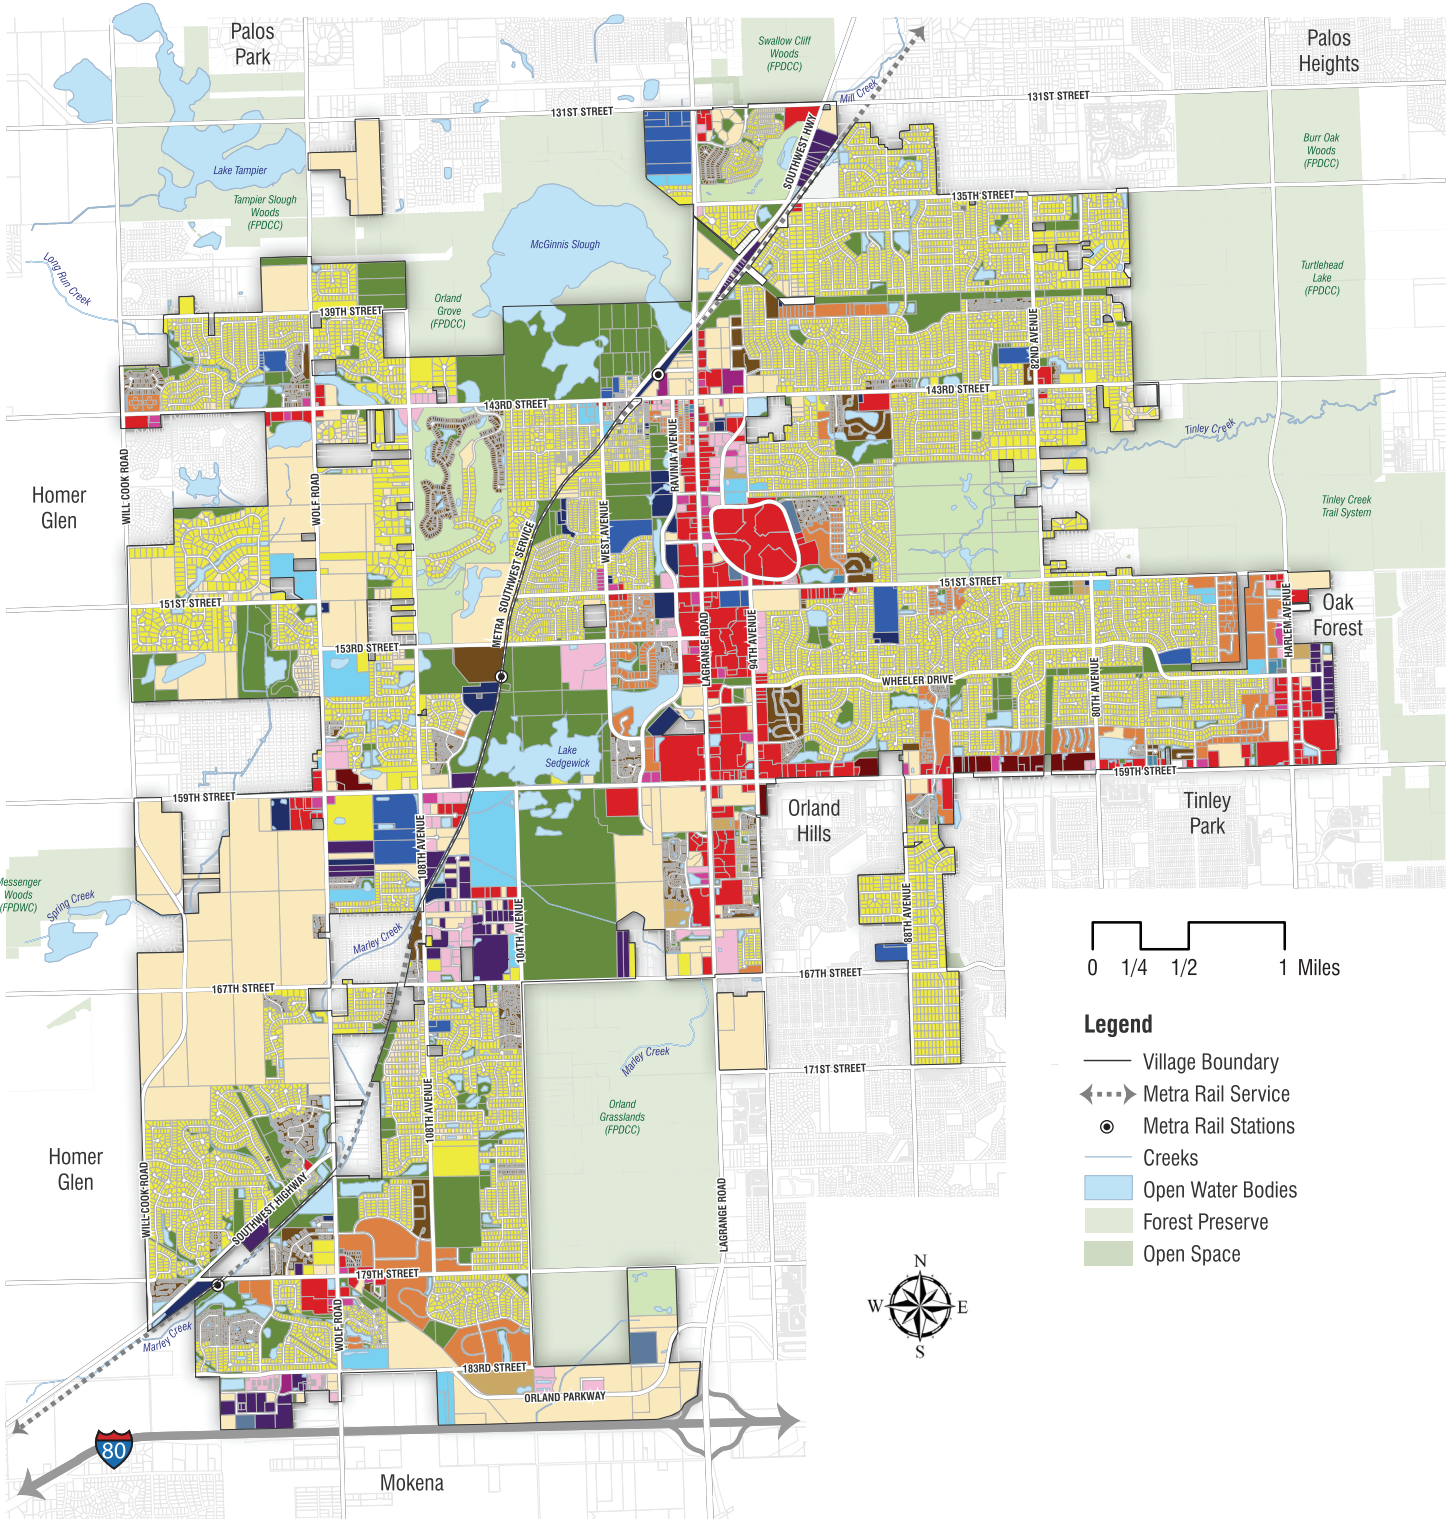 Palos
Park
Swallow Cliff
Woods
(FPDCC)
Palos
Heights
Mill Creek
131ST STREET
131ST STREET
SOUTHWEST HWY
Burr Oak
Woods
(FPDCC)
Lake Tampier
Tampier Slough
Woods
(FPDCC)
135TH STREET
McGinnis Slough
Long Run Creek
Turtlehead
Lake
(FPDCC)
Orland
Grove
(FPDCC)
139TH STREET
82ND AVENUE
143RD STREET
143RD STREET
Tinley Creek
WILL COOK ROAD
WOLF ROAD
RAVINIA AVENUE
Homer
Glen
Tinley Creek
Trail System
WEST AVENUE
METRA SOUTHWEST SERVICE
151ST STREET
151ST STREET
HARLEM AVENUE
Oak
Forest
LAGRANGE ROAD
94TH AVENUE
153RD STREET
WHEELER DRIVE
80TH AVENUE
Lake
Sedgewick
159TH STREET
159TH STREET
Orland
Hills
Tinley
Park
108TH AVENUE
Messenger
Woods
(FPDWC)
Spring Creek
Marley Creek
104TH AVENUE
88TH AVENUE
167TH STREET
167TH STREET
0 1/4 1/2 1 Miles
Legend
Village Boundary
Metra Rail Service
Metra Rail Stations
Creeks
Open Water Bodies
Forest Preserve
Open Space
Marley Creek
171ST STREET
108TH AVENUE
Orland
Grasslands
(FPDCC)
Homer
Glen
WILL-COOK-ROAD
SOUTHWEST HIGHWAY
LAGRANGE ROAD
179TH STREET
WOLF ROAD
Marley Creek
183RD STREET
ORLAND PARKWAY
N
W
E
S
80
Mokena